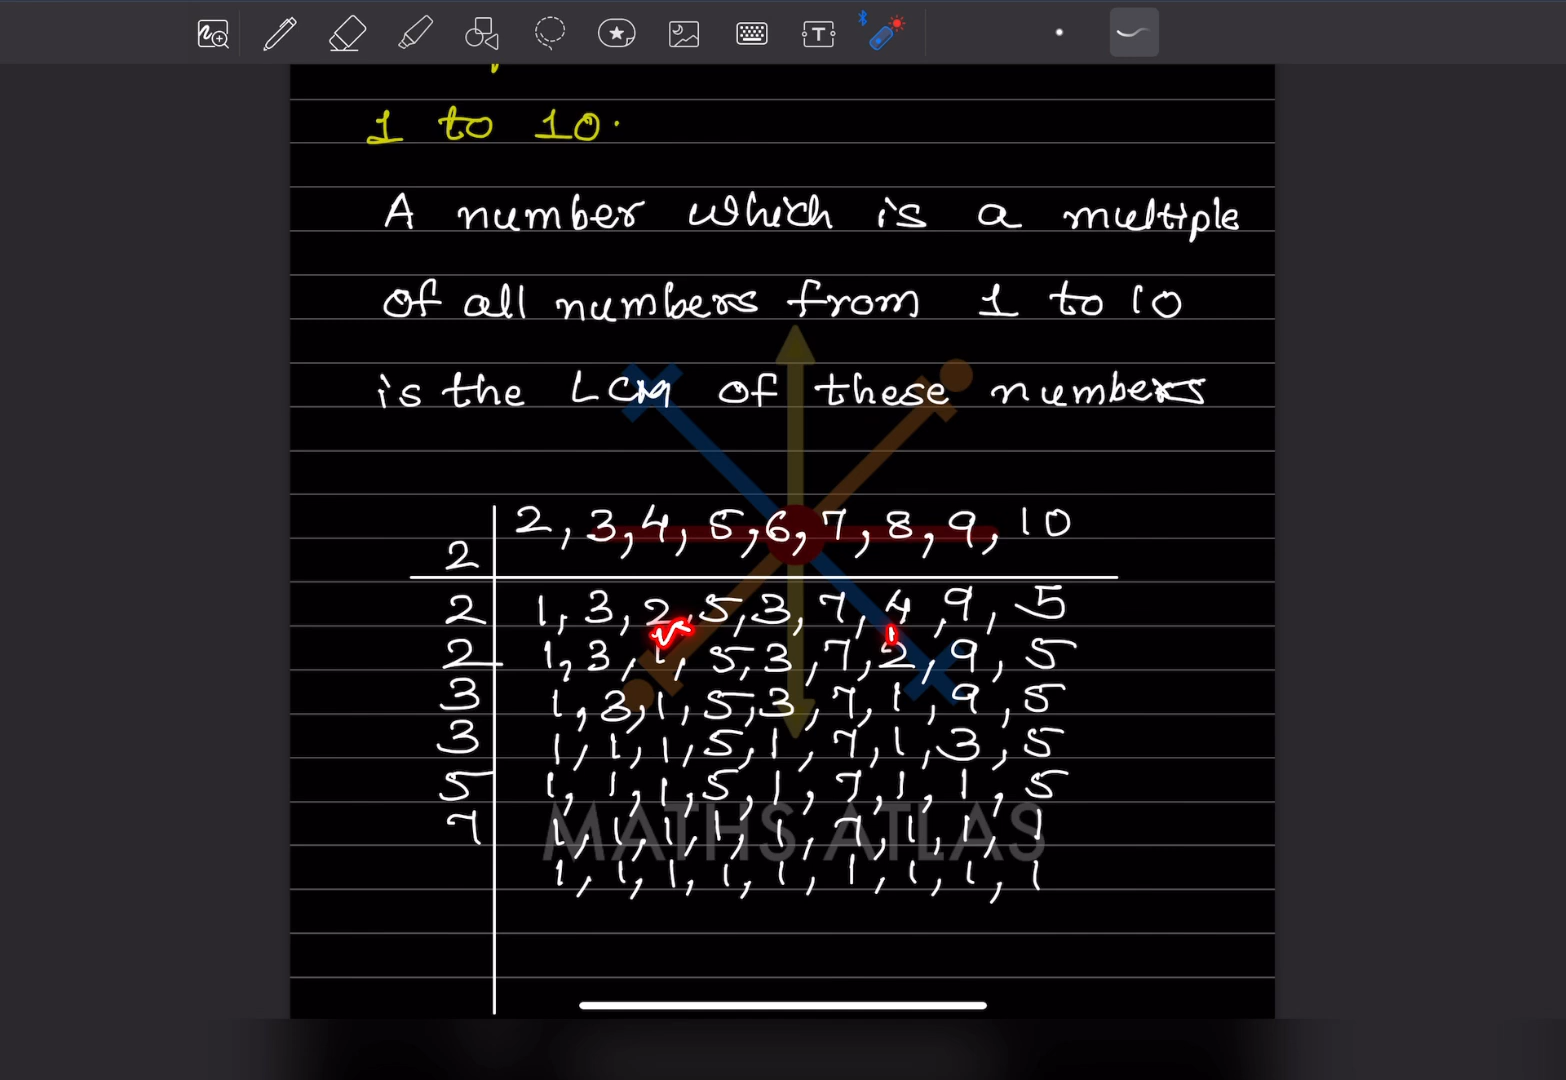 1 to 10.
A number which is a multiple
of all numbers from 1 to 10
is the LCM of these numbers
2 | 2, 3, 4, 5, 6, 7, 8, 9, 10
2 | 1, 3, 2, 5, 3, 7, 4, 9, 5
2 | 1, 3, 1, 5, 3, 7, 2, 9, 5
3 | 1, 3, 1, 5, 3, 7, 1, 9, 5
3 | 1, 1, 1, 5, 1, 7, 1, 3, 5
5 | 1, 1, 1, 5, 1, 7, 1, 1, 5
7 | 1, 1, 1, 1, 1, 7, 1, 1, 1
1, 1, 1, 1, 1, 1, 1, 1, 1
MATHS ATLAS